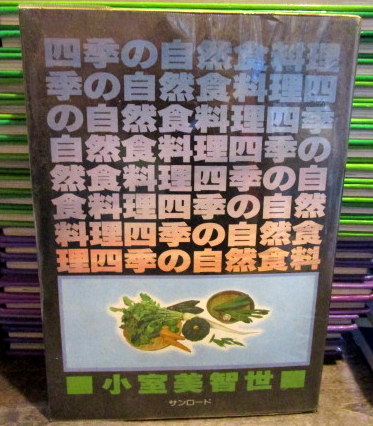 四季の自然食料理
季の自然食料理四
の自然食料理四季
自然食料理四季の
然食料理四季の自
食料理四季の自然
料理四季の自然食
理四季の自然食料
小室美智世
サンロード